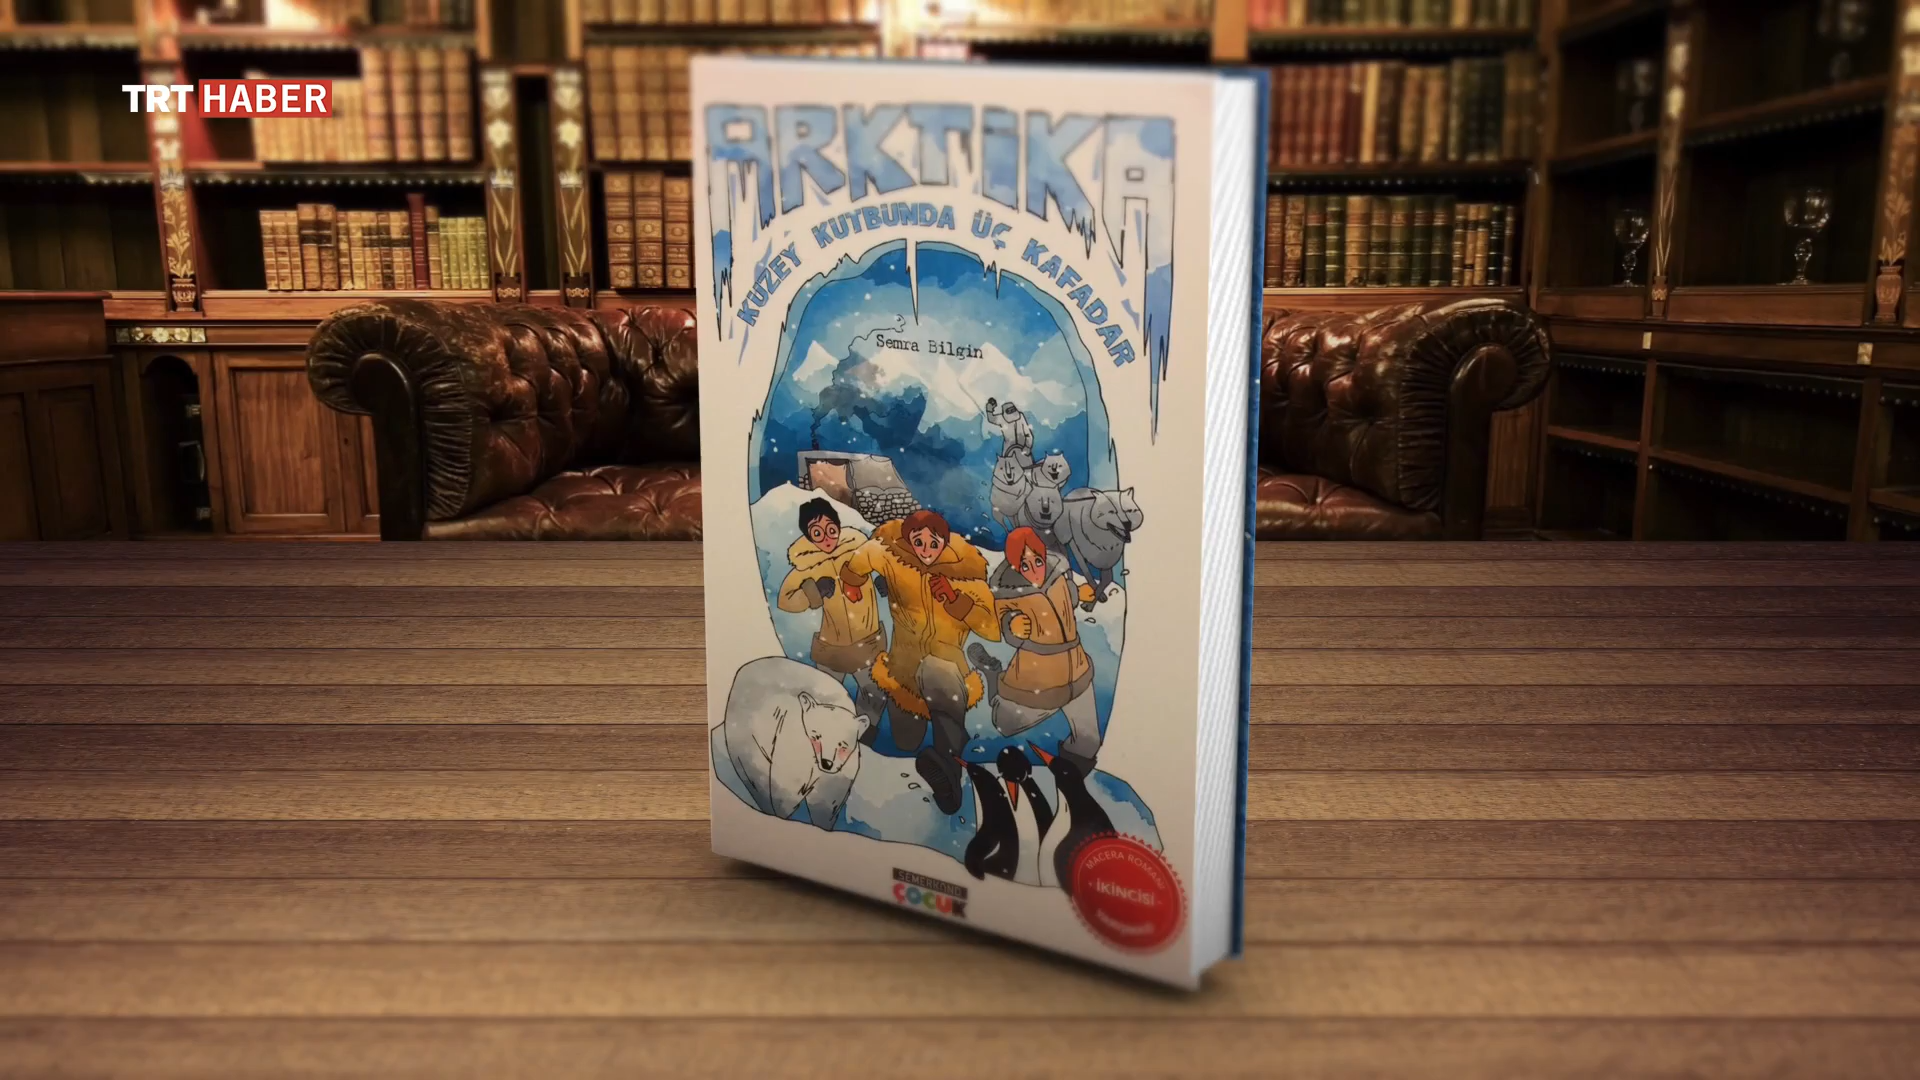 TRT HABER
ARKTİKA
KUZEY KUTBUNDA ÜÇ KAFADAR
Semra Bilgin
SEMERKAND
ÇOCUK
MACERA ROMANI
İKİNCİSİ